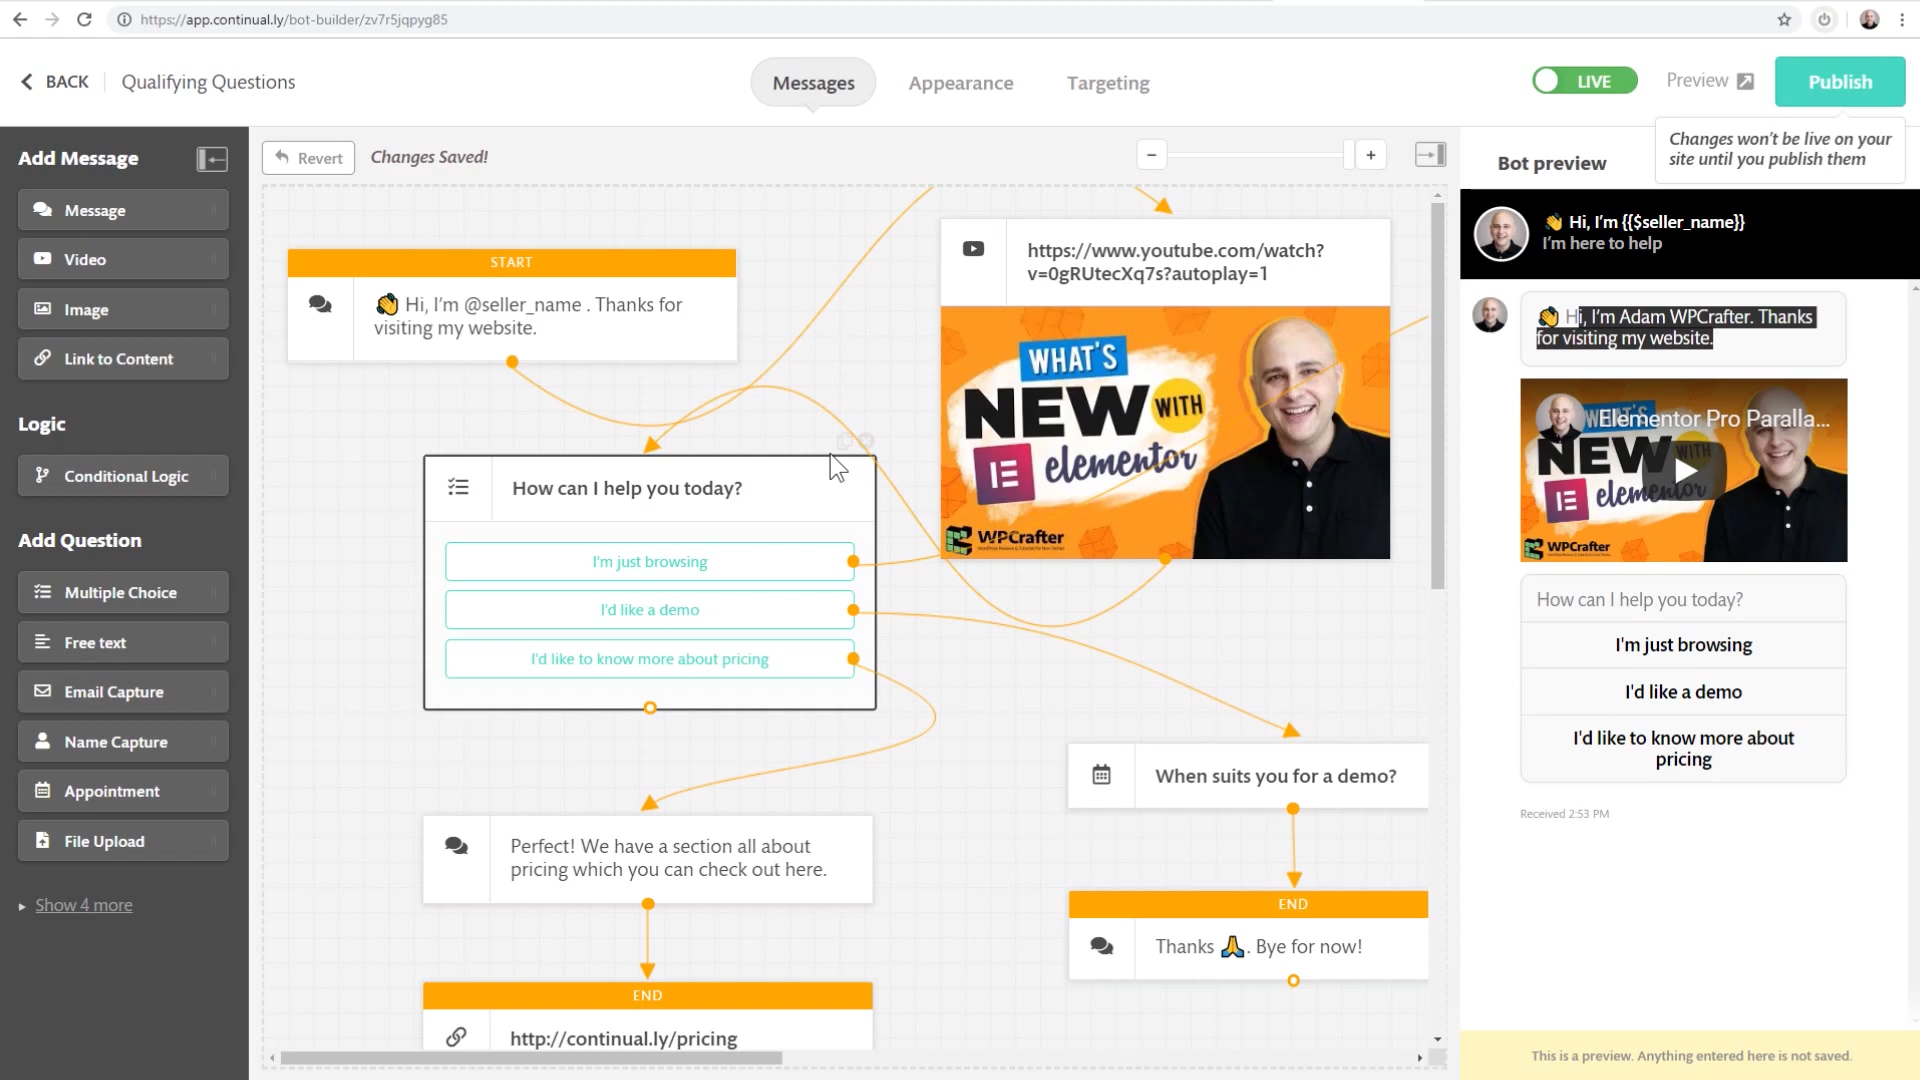 https://app.continual.ly/bot-builder/zv7r5jqpyg85
BACK
Qualifying Questions
Messages
Appearance
Targeting
LIVE
Preview
Publish
Changes won't be live on your
site until you publish them
Add Message
Message
Video
Image
Link to Content
Logic
Conditional Logic
Add Question
Multiple Choice
Free text
Email Capture
Name Capture
Appointment
File Upload
Show 4 more
Revert
Changes Saved!
START
👋 Hi, I'm @seller_name . Thanks for
visiting my website.
How can I help you today?
I'm just browsing
I'd like a demo
I'd like to know more about pricing
Perfect! We have a section all about
pricing which you can check out here.
END
http://continual.ly/pricing
https://www.youtube.com/watch?
v=0gRUtecXq7s?autoplay=1
WHAT'S
NEW WITH
elementor
WPCrafter
When suits you for a demo?
END
Thanks 🙏. Bye for now!
Bot preview
👋 Hi, I'm {{$seller_name}}
I'm here to help
👋 Hi, I'm Adam WPCrafter. Thanks
for visiting my website.
Elementor Pro Paralla...
WHAT'S
NEW WITH
elementor
WPCrafter
How can I help you today?
I'm just browsing
I'd like a demo
I'd like to know more about
pricing
Received 2:53 PM
This is a preview. Anything entered here is not saved.